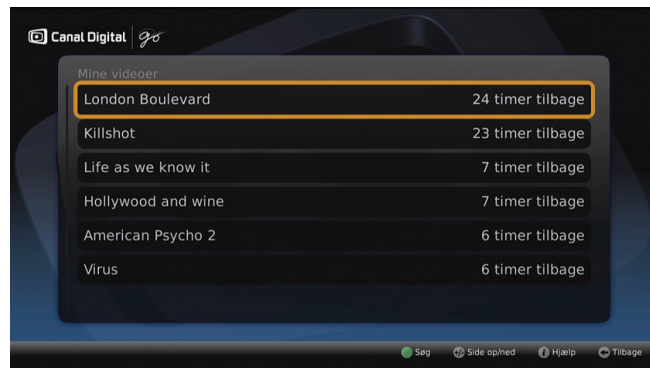 Canal Digital go
Mine videoer
London Boulevard 24 timer tilbage
Killshot 23 timer tilbage
Life as we know it 7 timer tilbage
Hollywood and wine 7 timer tilbage
American Psycho 2 6 timer tilbage
Virus 6 timer tilbage
Søg +/- Side op/ned i Hjælp Tilbage